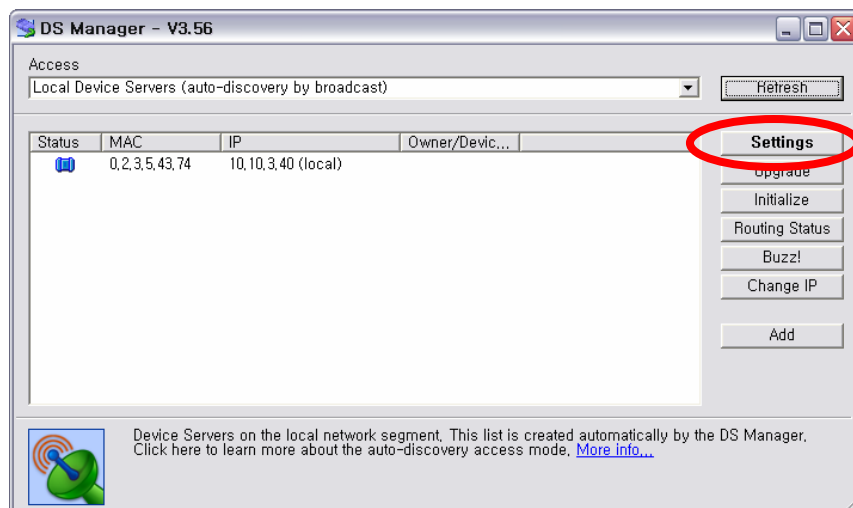 DS Manager - V3.56
Access
Local Device Servers (auto-discovery by broadcast)
Refresh
Status MAC IP Owner/Devic...
0,2,3,5,43,74 10,10,3,40 (local)
Settings
Upgrade
Initialize
Routing Status
Buzz!
Change IP
Add
Device Servers on the local network segment, This list is created automatically by the DS Manager,
Click here to learn more about the auto-discovery access mode, More info,,,